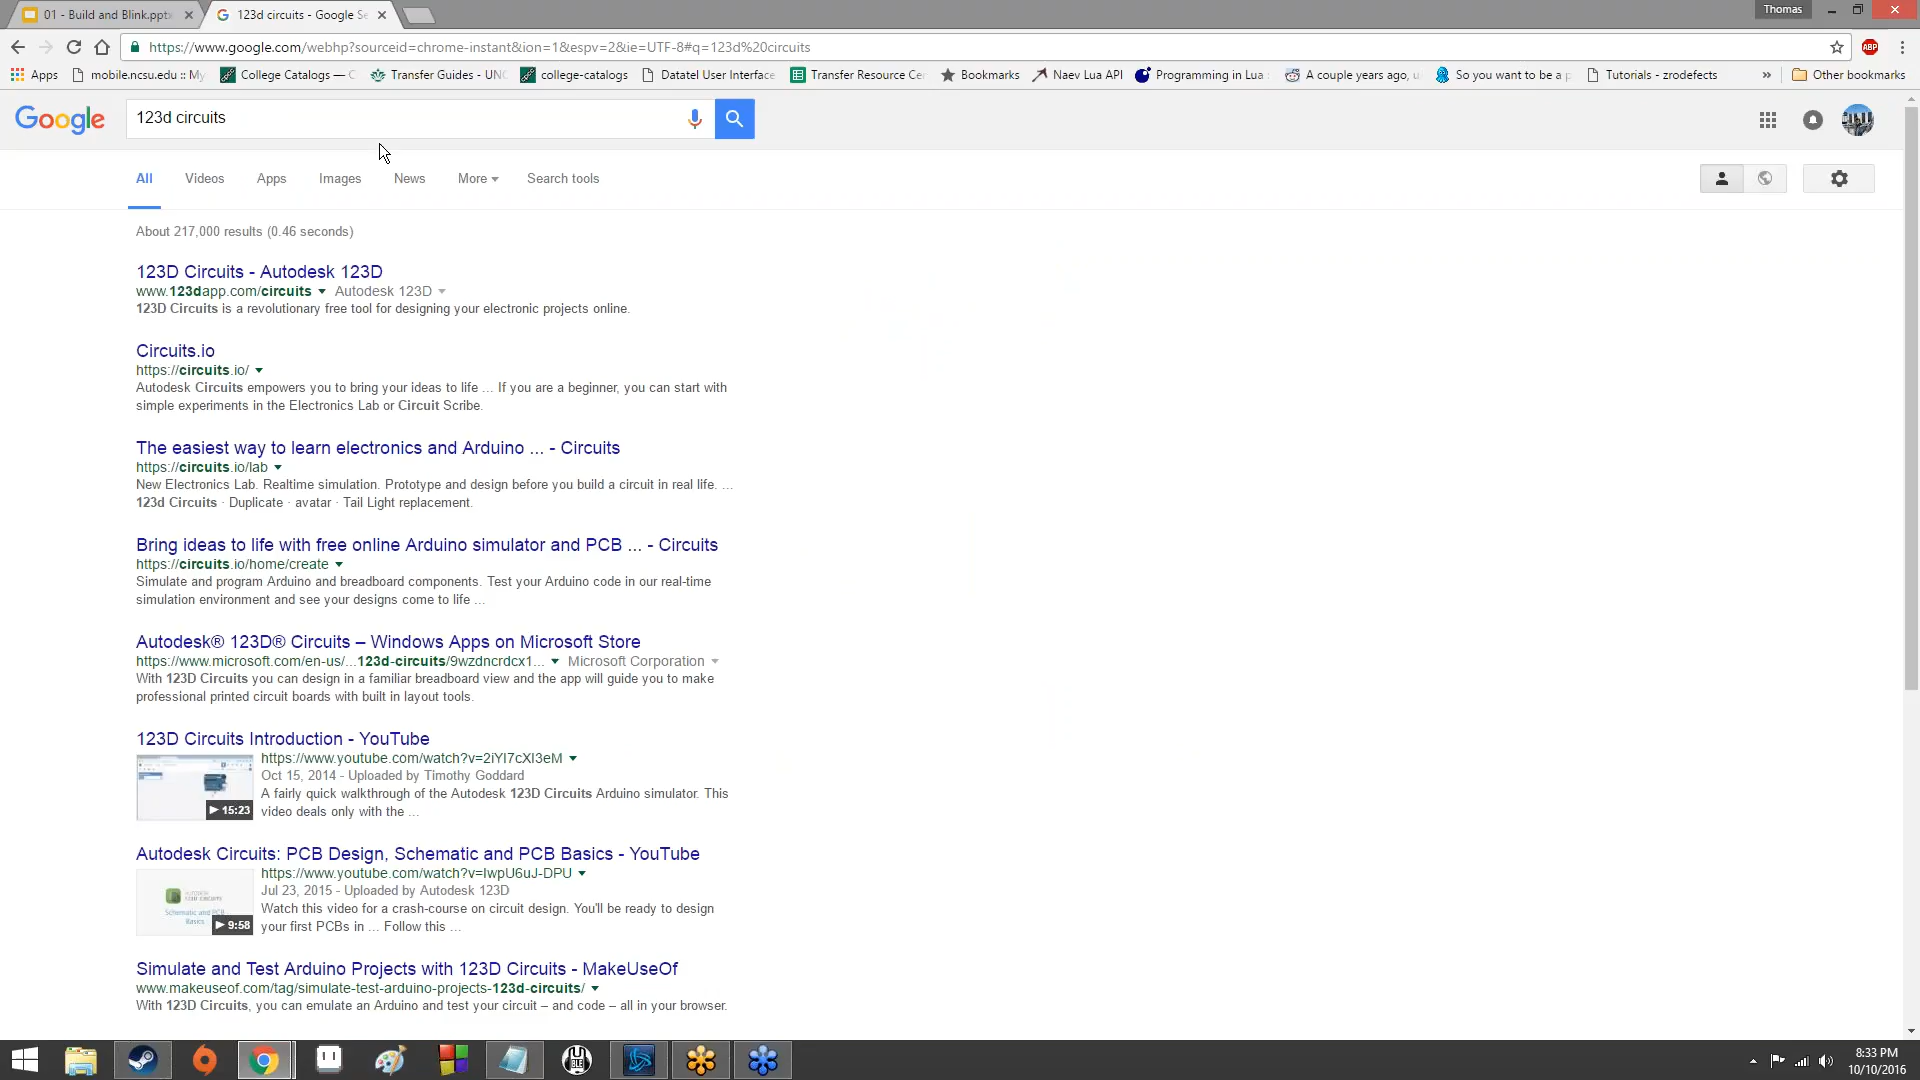 01 - Build and Blink.pptx
123d circuits - Google Se
Thomas
https://www.google.com/webhp?sourceid=chrome-instant&ion=1&espv=2&ie=UTF-8#q=123d%20circuits
ABP
Apps
mobile.ncsu.edu :: My
College Catalogs — C
Transfer Guides - UNC
college-catalogs
Datatel User Interface
Transfer Resource Cen
Bookmarks
Naev Lua API
Programming in Lua :
A couple years ago, u
So you want to be a p
Tutorials - zrodefects
»
Other bookmarks
Google
123d circuits
All
Videos
Apps
Images
News
More
Search tools
About 217,000 results (0.46 seconds)
123D Circuits - Autodesk 123D
www.123dapp.com/circuits
Autodesk 123D
123D Circuits is a revolutionary free tool for designing your electronic projects online.
Circuits.io
https://circuits.io/
Autodesk Circuits empowers you to bring your ideas to life ... If you are a beginner, you can start with
simple experiments in the Electronics Lab or Circuit Scribe.
The easiest way to learn electronics and Arduino ... - Circuits
https://circuits.io/lab
New Electronics Lab. Realtime simulation. Prototype and design before you build a circuit in real life. ...
123d Circuits · Duplicate · avatar · Tail Light replacement.
Bring ideas to life with free online Arduino simulator and PCB ... - Circuits
https://circuits.io/home/create
Simulate and program Arduino and breadboard components. Test your Arduino code in our real-time
simulation environment and see your designs come to life ...
Autodesk® 123D® Circuits – Windows Apps on Microsoft Store
https://www.microsoft.com/en-us/...123d-circuits/9wzdncrdcx1...
Microsoft Corporation
With 123D Circuits you can design in a familiar breadboard view and the app will guide you to make
professional printed circuit boards with built in layout tools.
123D Circuits Introduction - YouTube
https://www.youtube.com/watch?v=2iYI7cXI3eM
Oct 15, 2014 - Uploaded by Timothy Goddard
A fairly quick walkthrough of the Autodesk 123D Circuits Arduino simulator. This
video deals only with the ...
15:23
Autodesk Circuits: PCB Design, Schematic and PCB Basics - YouTube
https://www.youtube.com/watch?v=IwpU6uJ-DPU
Jul 23, 2015 - Uploaded by Autodesk 123D
Watch this video for a crash-course on circuit design. You'll be ready to design
your first PCBs in ... Follow this ...
Schematic and PCB
Basics
9:58
Simulate and Test Arduino Projects with 123D Circuits - MakeUseOf
www.makeuseof.com/tag/simulate-test-arduino-projects-123d-circuits/
With 123D Circuits, you can emulate an Arduino and test your circuit – and code – all in your browser.
8:33 PM
10/10/2016